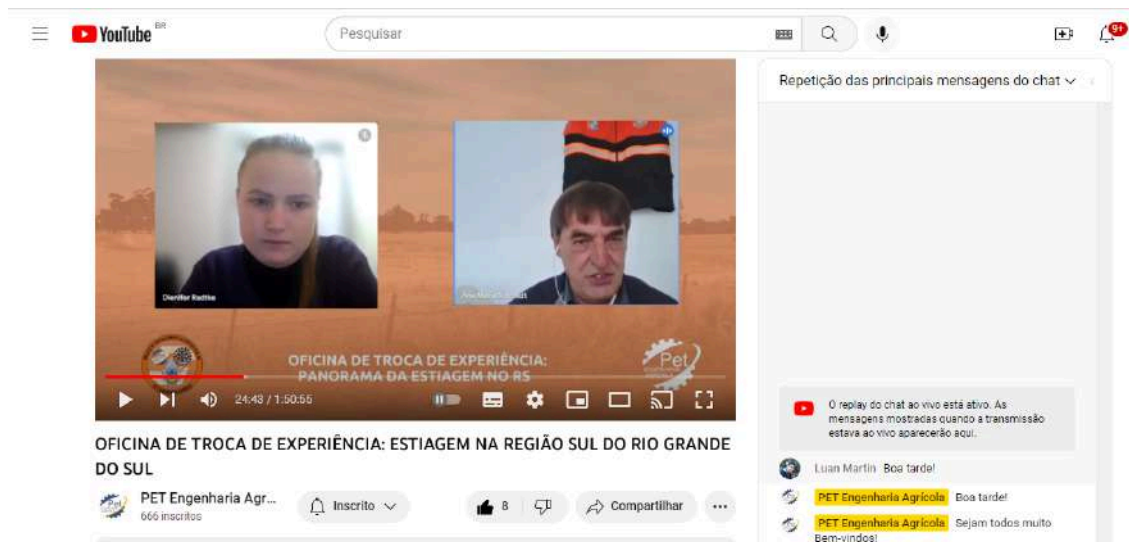 YouTube BR
Pesquisar
9+
Repetição das principais mensagens do chat
Dienifer Radtke
OFICINA DE TROCA DE EXPERIÊNCIA:
PANORAMA DA ESTIAGEM NO RS
Pet
24:43 / 1:50:55
OFICINA DE TROCA DE EXPERIÊNCIA: ESTIAGEM NA REGIÃO SUL DO RIO GRANDE
DO SUL
PET Engenharia Agr...
666 inscritos
Inscrito
8
Compartilhar
...
O replay do chat ao vivo está ativo. As
mensagens mostradas quando a transmissão
estava ao vivo aparecerão aqui.
Luan Martin Boa tarde!
PET Engenharia Agrícola Boa tarde!
PET Engenharia Agrícola Sejam todos muito
Bem-vindos!